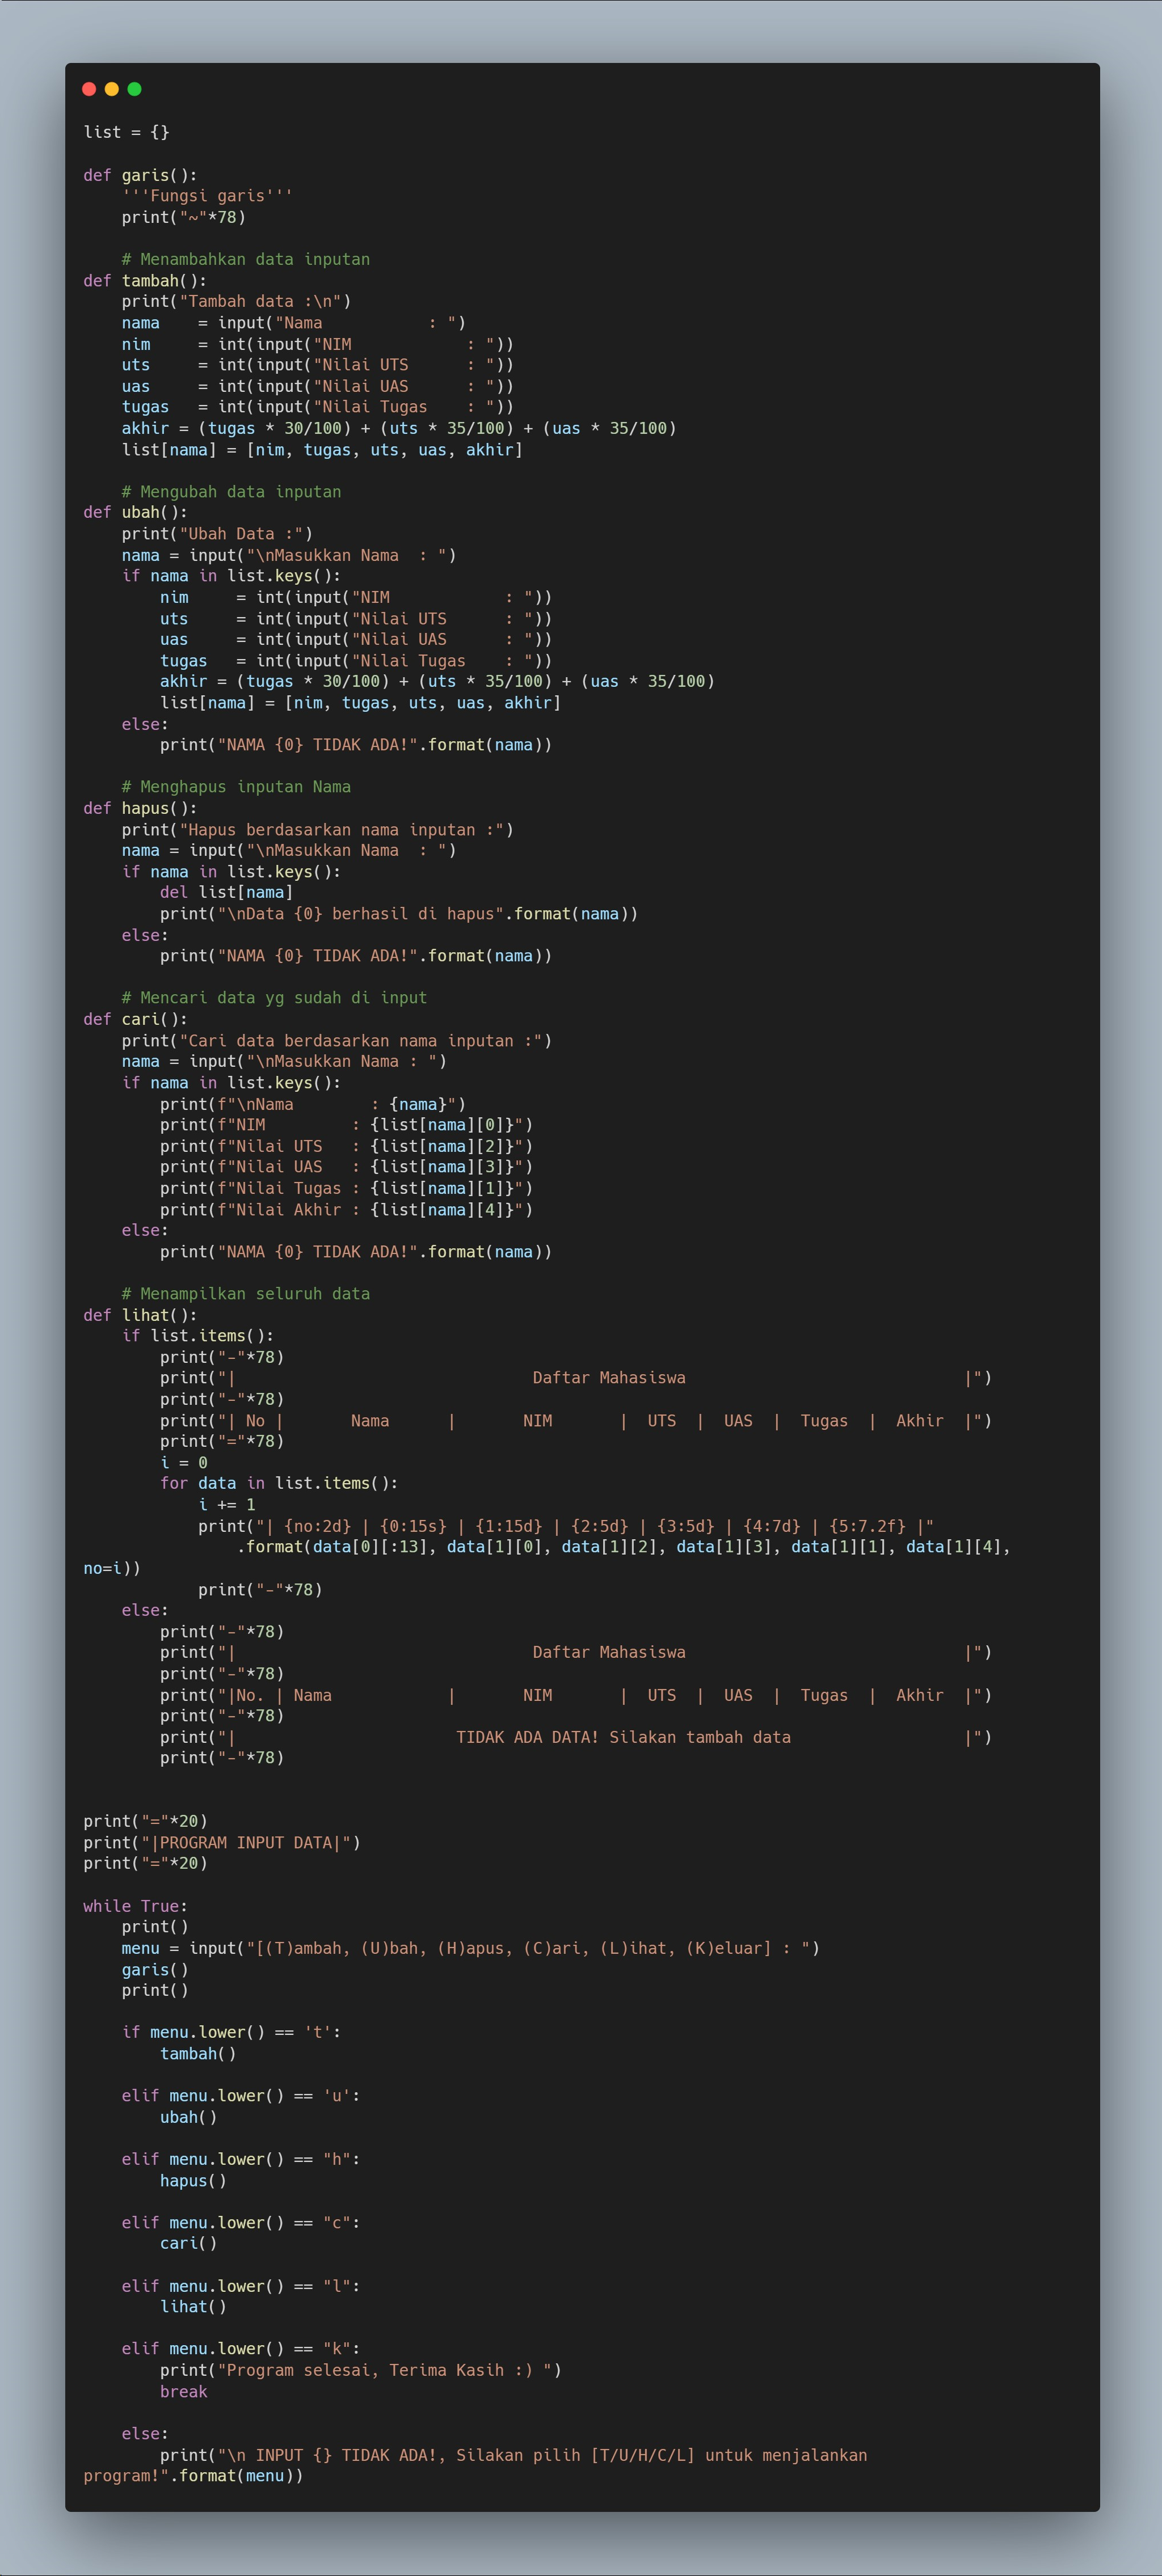 list = {}

def garis():
    '''Fungsi garis'''
    print("~"*78)

    # Menambahkan data inputan
def tambah():
    print("Tambah data :\n")
    nama    = input("Nama           : ")
    nim     = int(input("NIM            : "))
    uts     = int(input("Nilai UTS      : "))
    uas     = int(input("Nilai UAS      : "))
    tugas   = int(input("Nilai Tugas    : "))
    akhir = (tugas * 30/100) + (uts * 35/100) + (uas * 35/100)
    list[nama] = [nim, tugas, uts, uas, akhir]

    # Mengubah data inputan
def ubah():
    print("Ubah Data :")
    nama = input("\nMasukkan Nama  : ")
    if nama in list.keys():
        nim     = int(input("NIM            : "))
        uts     = int(input("Nilai UTS      : "))
        uas     = int(input("Nilai UAS      : "))
        tugas   = int(input("Nilai Tugas    : "))
        akhir = (tugas * 30/100) + (uts * 35/100) + (uas * 35/100)
        list[nama] = [nim, tugas, uts, uas, akhir]
    else:
        print("NAMA {0} TIDAK ADA!".format(nama))

    # Menghapus inputan Nama
def hapus():
    print("Hapus berdasarkan nama inputan :")
    nama = input("\nMasukkan Nama  : ")
    if nama in list.keys():
        del list[nama]
        print("\nData {0} berhasil di hapus".format(nama))
    else:
        print("NAMA {0} TIDAK ADA!".format(nama))

    # Mencari data yg sudah di input
def cari():
    print("Cari data berdasarkan nama inputan :")
    nama = input("\nMasukkan Nama : ")
    if nama in list.keys():
        print(f"\nNama        : {nama}")
        print(f"NIM         : {list[nama][0]}")
        print(f"Nilai UTS   : {list[nama][2]}")
        print(f"Nilai UAS   : {list[nama][3]}")
        print(f"Nilai Tugas : {list[nama][1]}")
        print(f"Nilai Akhir : {list[nama][4]}")
    else:
        print("NAMA {0} TIDAK ADA!".format(nama))

    # Menampilkan seluruh data
def lihat():
    if list.items():
        print("-"*78)
        print("|                               Daftar Mahasiswa                             |")
        print("-"*78)
        print("| No |       Nama      |       NIM       |  UTS  |  UAS  |  Tugas  |  Akhir  |")
        print("="*78)
        i = 0
        for data in list.items():
            i += 1
            print("| {no:2d} | {0:15s} | {1:15d} | {2:5d} | {3:5d} | {4:7d} | {5:7.2f} |"
                .format(data[0][:13], data[1][0], data[1][2], data[1][3], data[1][1], data[1][4],
no=i))
            print("-"*78)
    else:
        print("-"*78)
        print("|                               Daftar Mahasiswa                             |")
        print("-"*78)
        print("|No. | Nama            |       NIM       |  UTS  |  UAS  |  Tugas  |  Akhir  |")
        print("-"*78)
        print("|                       TIDAK ADA DATA! Silakan tambah data                  |")
        print("-"*78)

print("="*20)
print("|PROGRAM INPUT DATA|")
print("="*20)

while True:
    print()
    menu = input("[(T)ambah, (U)bah, (H)apus, (C)ari, (L)ihat, (K)eluar] : ")
    garis()
    print()

    if menu.lower() == 't':
        tambah()

    elif menu.lower() == 'u':
        ubah()

    elif menu.lower() == "h":
        hapus()

    elif menu.lower() == "c":
        cari()

    elif menu.lower() == "l":
        lihat()

    elif menu.lower() == "k":
        print("Program selesai, Terima Kasih :) ")
        break

    else:
        print("\n INPUT {} TIDAK ADA!, Silakan pilih [T/U/H/C/L] untuk menjalankan
program!".format(menu))